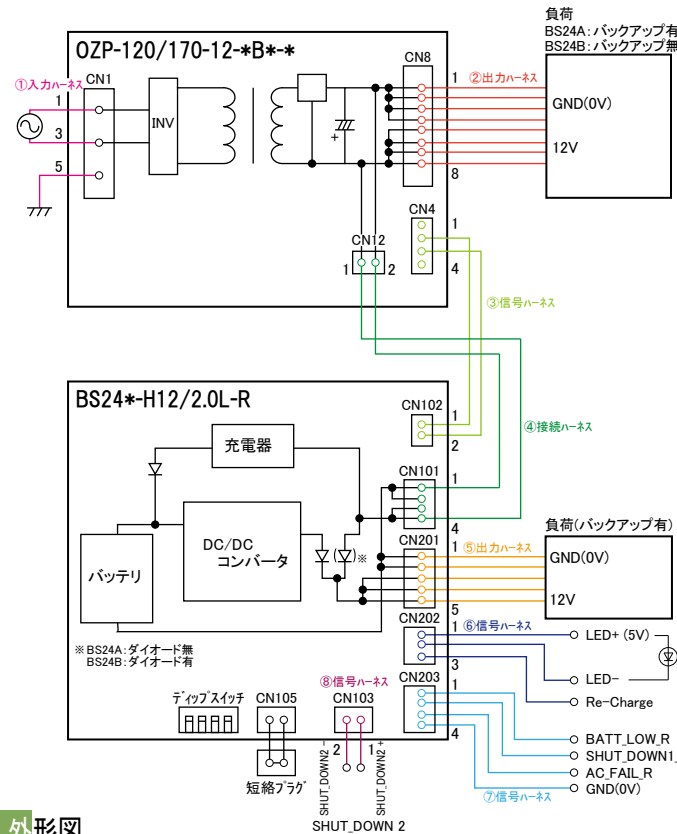 負荷
BS24A:バックアップ有
BS24B:バックアップ無
OZP-120/170-12-*B*-*
①入力ハーネス
CN1
1
3
5
INV
+
CN8
1
8
②出力ハーネス
GND(0V)
12V
CN4
1
4
CN12
1
2
③信号ハーネス
BS24*-H12/2.0L-R
CN102
1
2
④接続ハーネス
充電器
CN101
1
4
DC/DC
コンバータ
バッテリ
( )※
※BS24A:ダイオード無
BS24B:ダイオード有
CN201
1
5
⑤出力ハーネス
負荷(バックアップ有)
GND(0V)
12V
CN202
1
3
⑥信号ハーネス
LED+ (5V)
LED-
Re-Charge
CN203
1
4
BATT_LOW_R
SHUT_DOWN1_
AC_FAIL_R
GND(0V)
⑦信号ハーネス
ディップスイッチ
CN105
短絡プラグ
⑧信号ハーネス
CN103
2
1
SHUT_DOWN2 -
SHUT_DOWN2 +
SHUT_DOWN 2
外形図